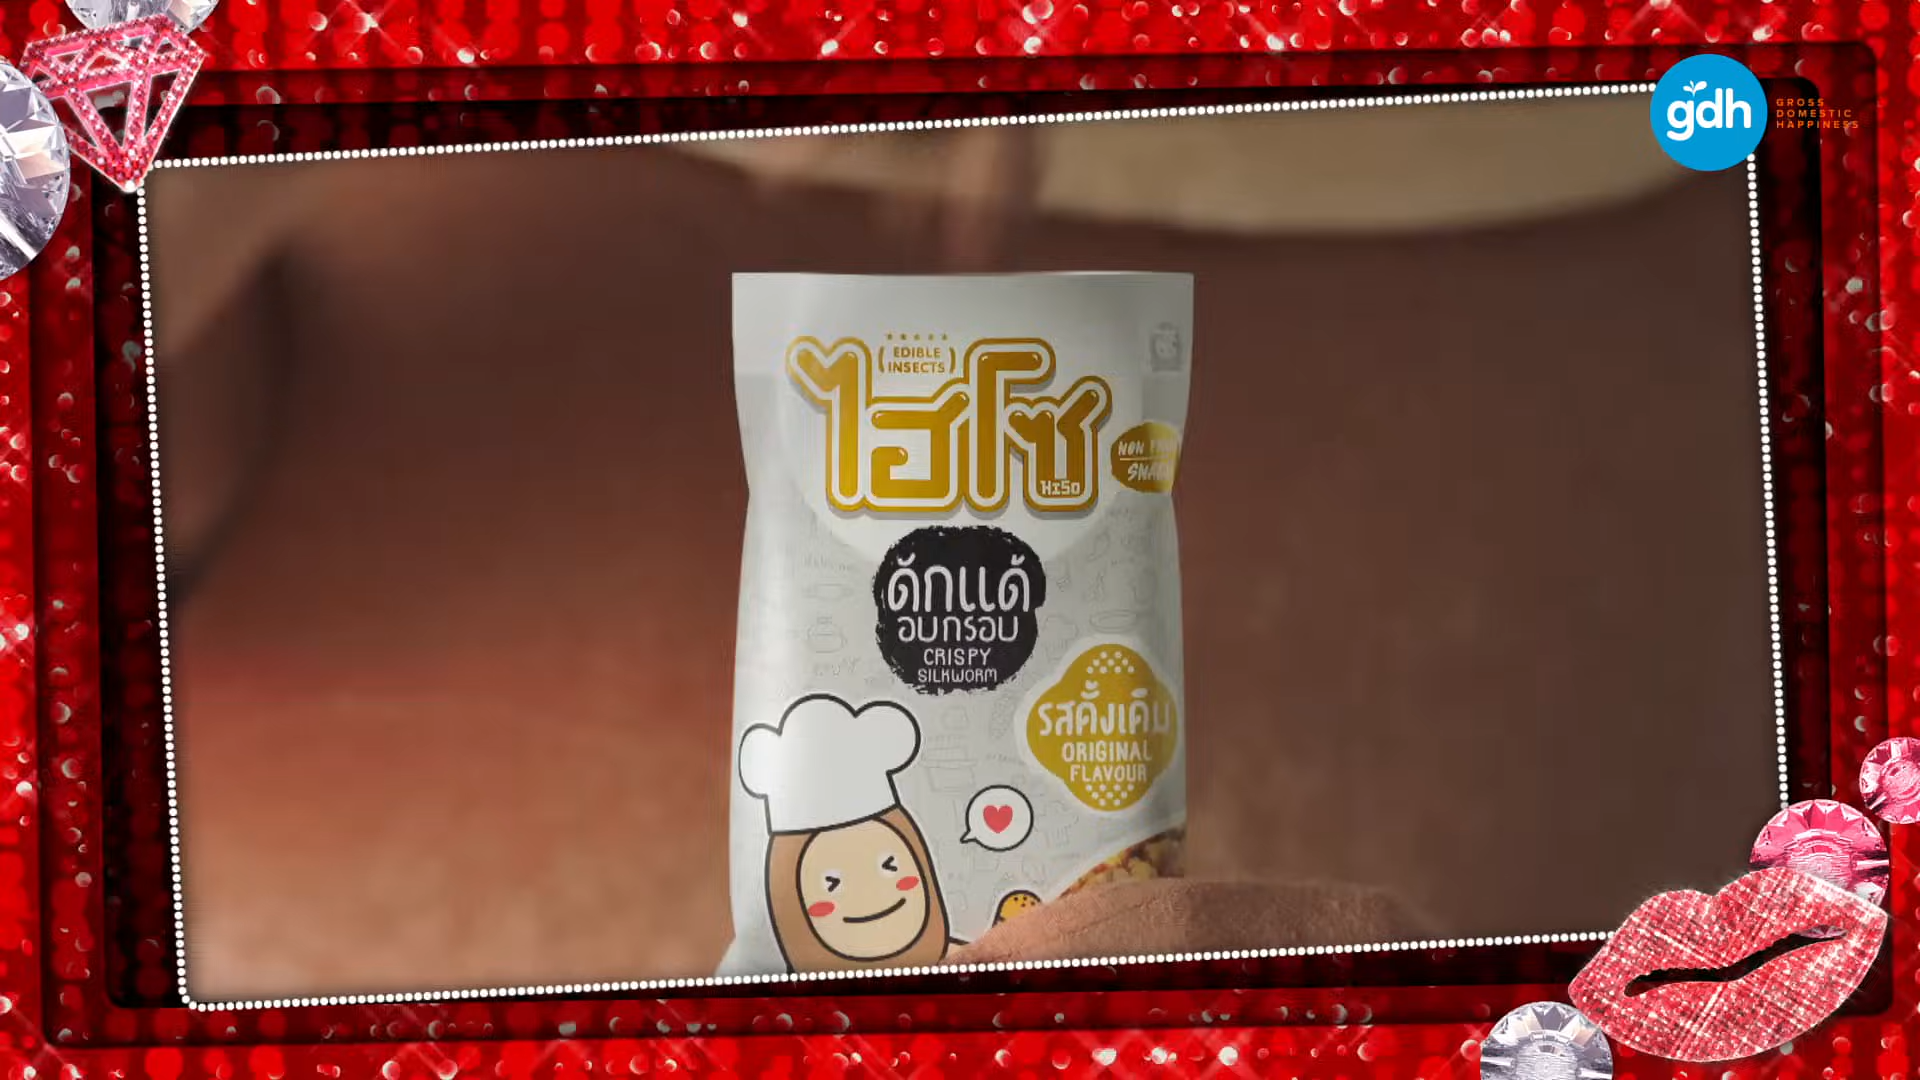 gdh
GROSS
DOMESTIC
HAPPINESS
EDIBLE
INSECTS
ไฮโซ
HiSo
NON
ดักแด้
อบกรอบ
CRISPY
SILKWORM
รสดั้งเดิม
ORIGINAL
FLAVOUR